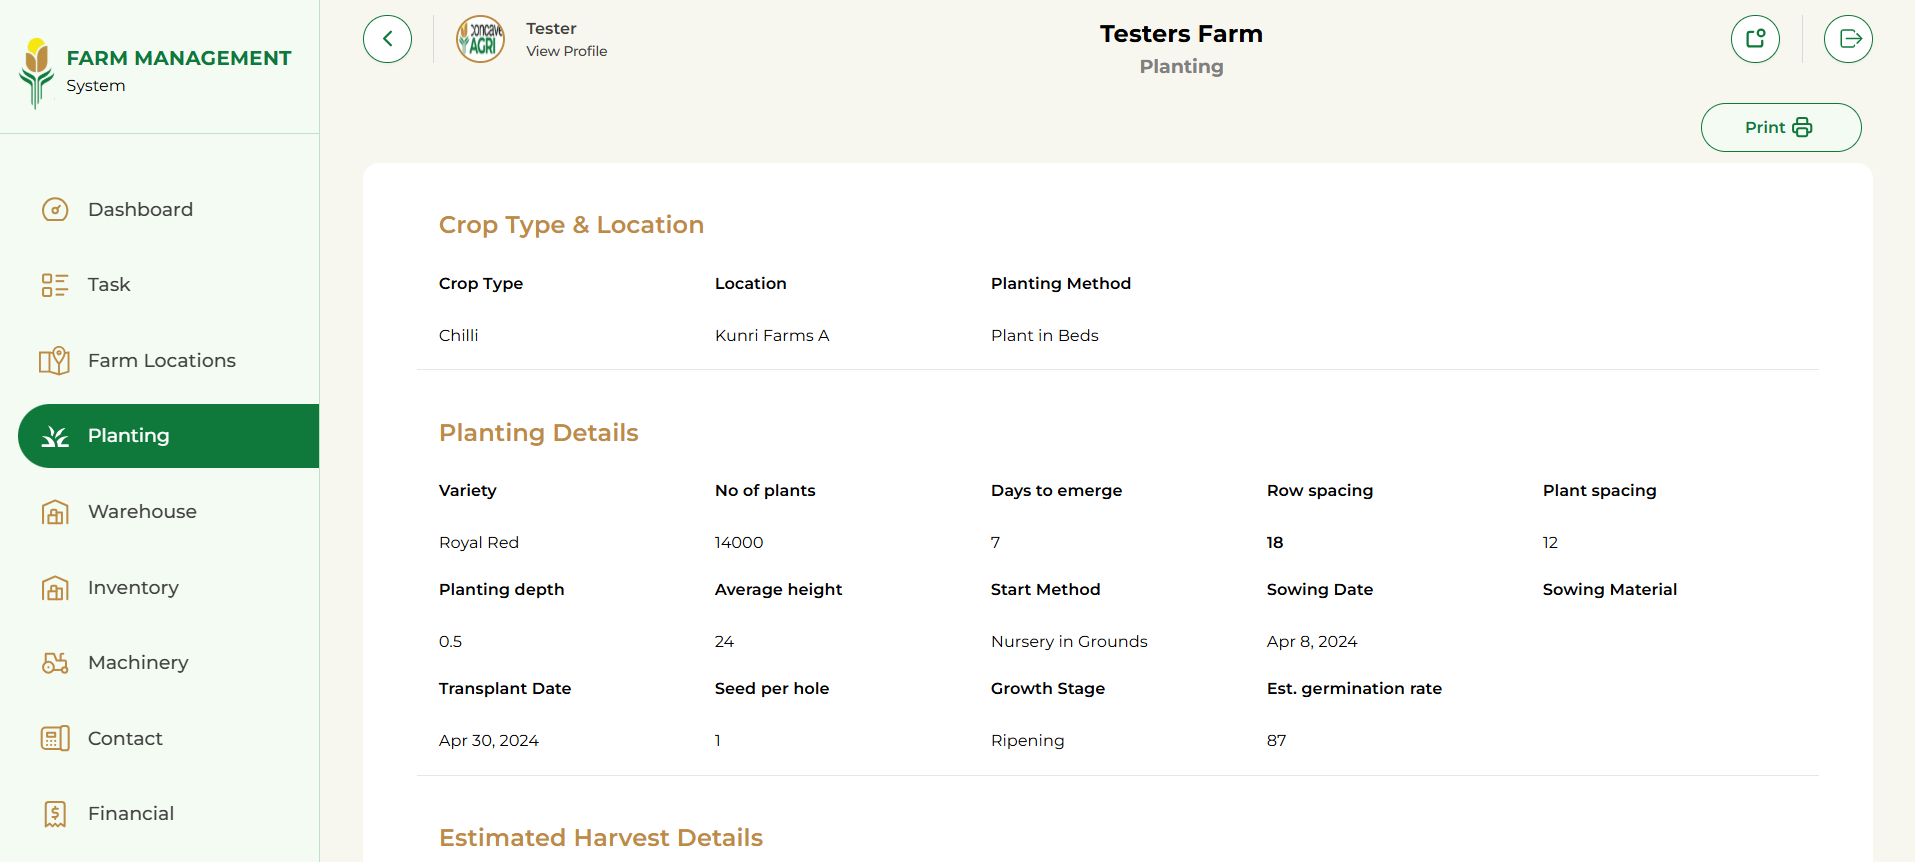 FARM MANAGEMENT
System
Dashboard
Task
Farm Locations
Planting
Warehouse
Inventory
Machinery
Contact
Financial
concave
AGRI
Tester
View Profile
Testers Farm
Planting
Print
Crop Type & Location
Crop Type Location Planting Method
Chilli Kunri Farms A Plant in Beds
Planting Details
Variety No of plants Days to emerge Row spacing Plant spacing
Royal Red 14000 7 18 12
Planting depth Average height Start Method Sowing Date Sowing Material
0.5 24 Nursery in Grounds Apr 8, 2024
Transplant Date Seed per hole Growth Stage Est. germination rate
Apr 30, 2024 1 Ripening 87
Estimated Harvest Details